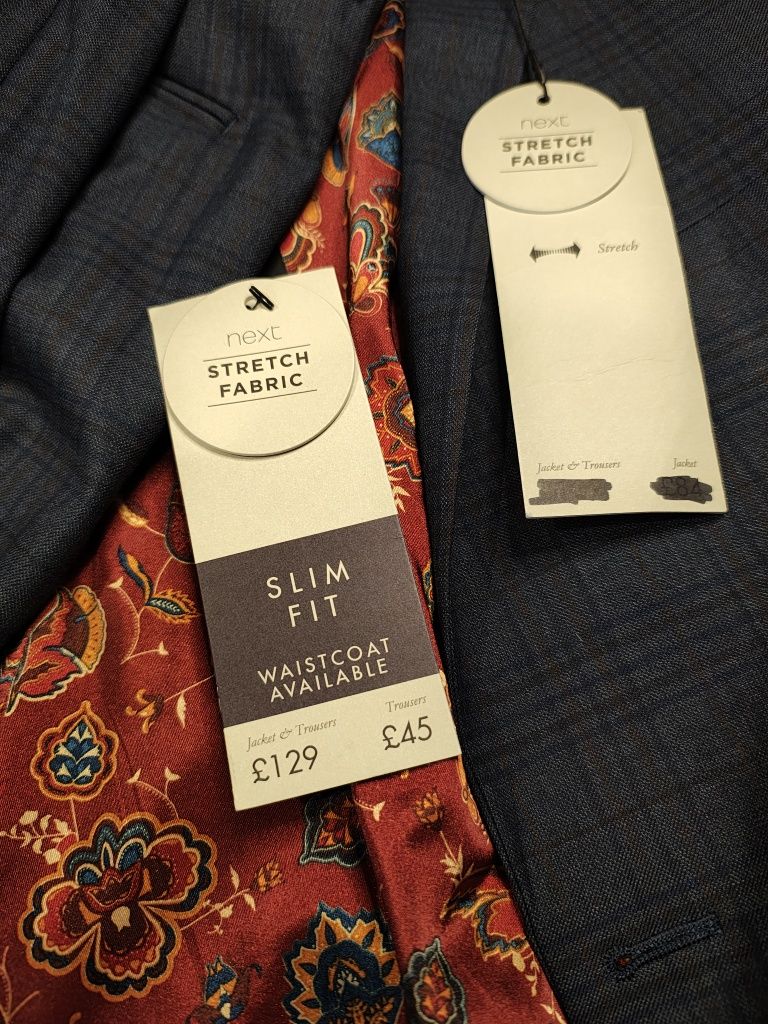 next
STRETCH
FABRIC
SLIM
FIT
WAISTCOAT
AVAILABLE
Jacket & Trousers
£129
Trousers
£45
next
STRETCH
FABRIC
Stretch
Jacket & Trousers
Jacket
£84